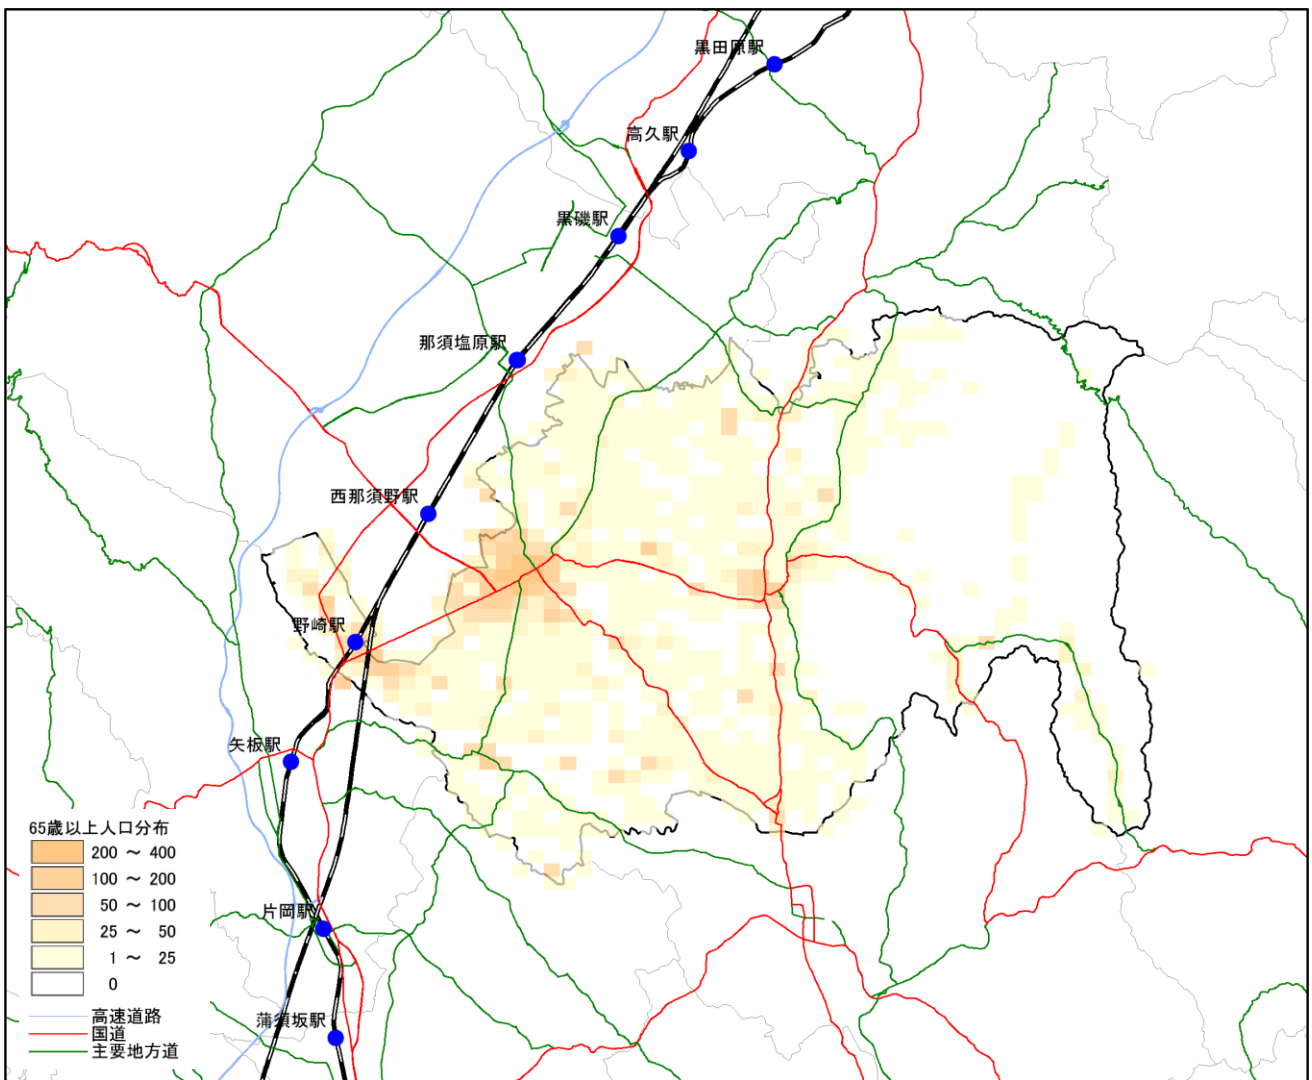 黒田原駅
高久駅
黒磯駅
那須塩原駅
西那須野駅
野崎駅
矢板駅
65歳以上人口分布
200 ～ 400
100 ～ 200
50 ～ 100
25 ～ 50
1 ～ 25
0
片岡駅
高速道路
国道
主要地方道
蒲須坂駅